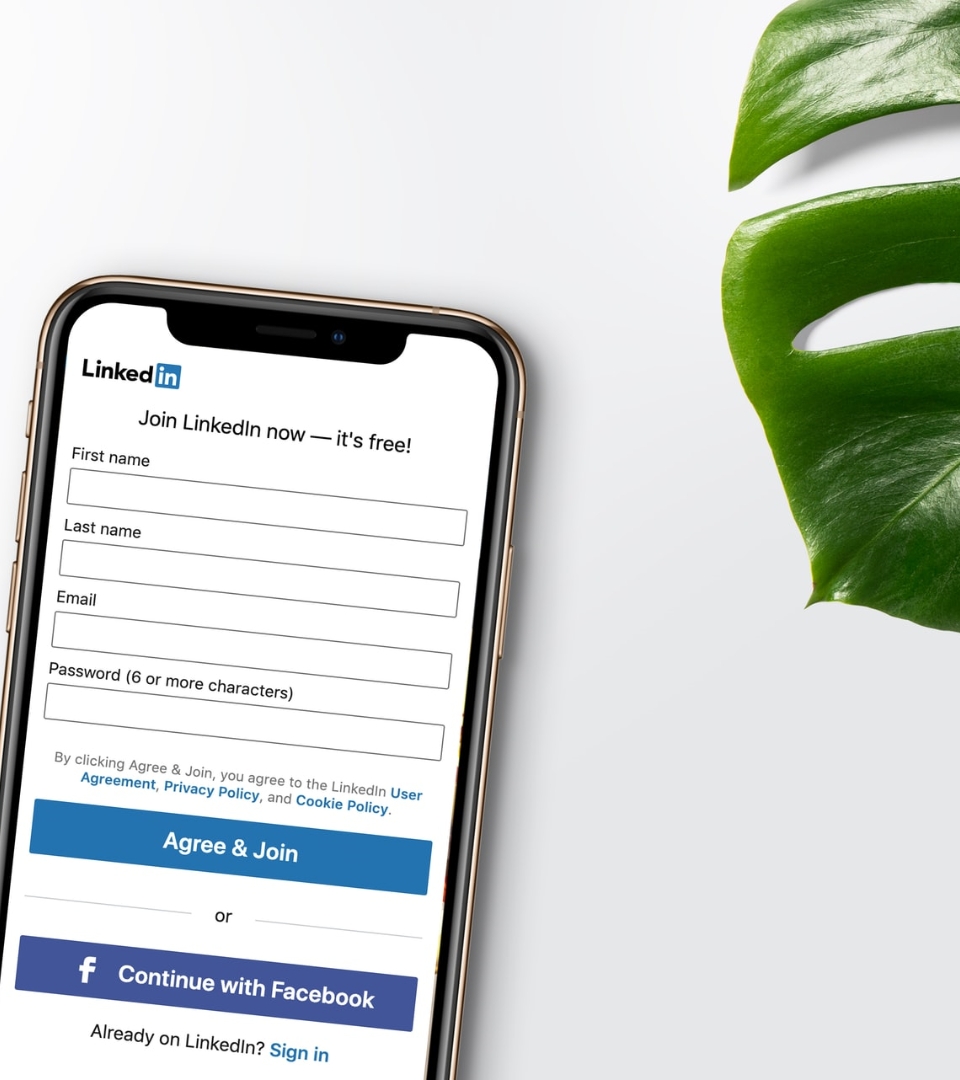 Linked in
Join LinkedIn now — it's free!
First name
Last name
Email
Password (6 or more characters)
By clicking Agree & Join, you agree to the LinkedIn User
Agreement, Privacy Policy, and Cookie Policy.
Agree & Join
or
f Continue with Facebook
Already on LinkedIn? Sign in